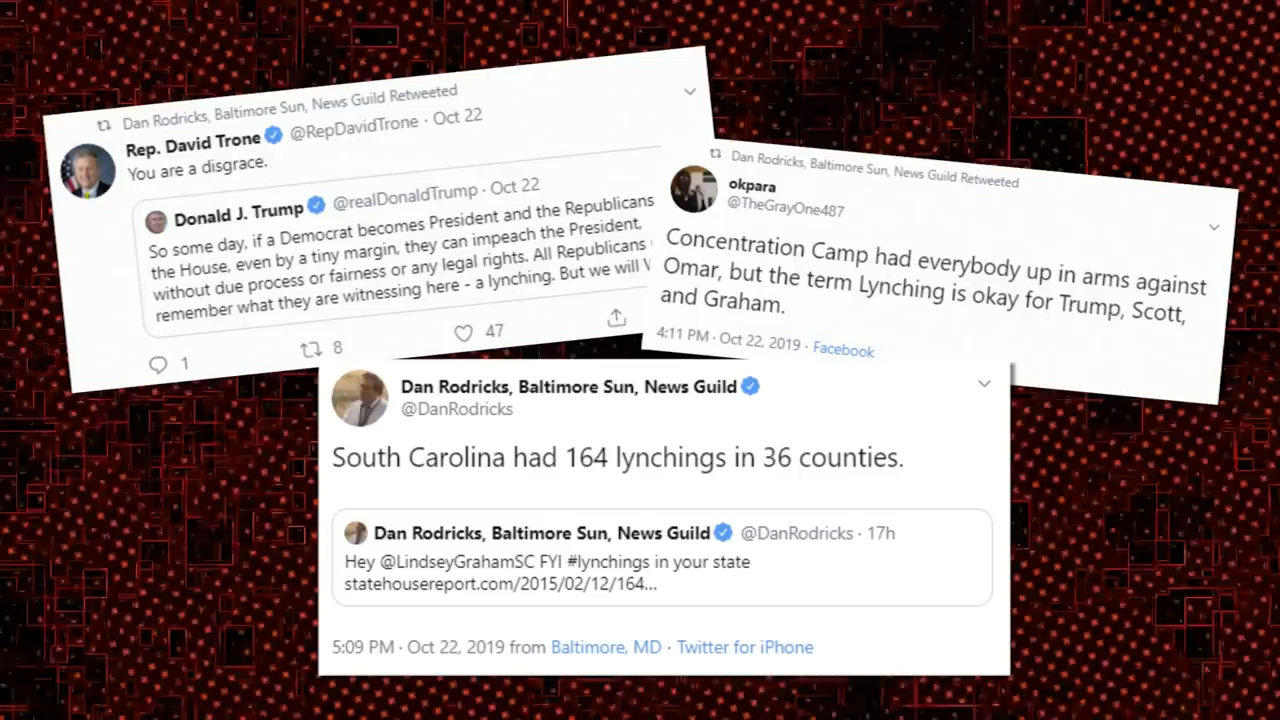 Dan Rodricks, Baltimore Sun, News Guild Retweeted
Rep. David Trone @RepDavidTrone · Oct 22
You are a disgrace.
Donald J. Trump @realDonaldTrump · Oct 22
So some day, if a Democrat becomes President and the Republicans
the House, even by a tiny margin, they can impeach the President,
without due process or fairness or any legal rights. All Republicans
remember what they are witnessing here - a lynching. But we will
1 8 47
Dan Rodricks, Baltimore Sun, News Guild Retweeted
okpara
@TheGrayOne487
Concentration Camp had everybody up in arms against
Omar, but the term Lynching is okay for Trump, Scott,
and Graham.
4:11 PM · Oct 22, 2019 · Facebook
Dan Rodricks, Baltimore Sun, News Guild
@DanRodricks
South Carolina had 164 lynchings in 36 counties.
Dan Rodricks, Baltimore Sun, News Guild @DanRodricks · 17h
Hey @LindseyGrahamSC FYI #lynchings in your state
statehousereport.com/2015/02/12/164...
5:09 PM · Oct 22, 2019 from Baltimore, MD · Twitter for iPhone